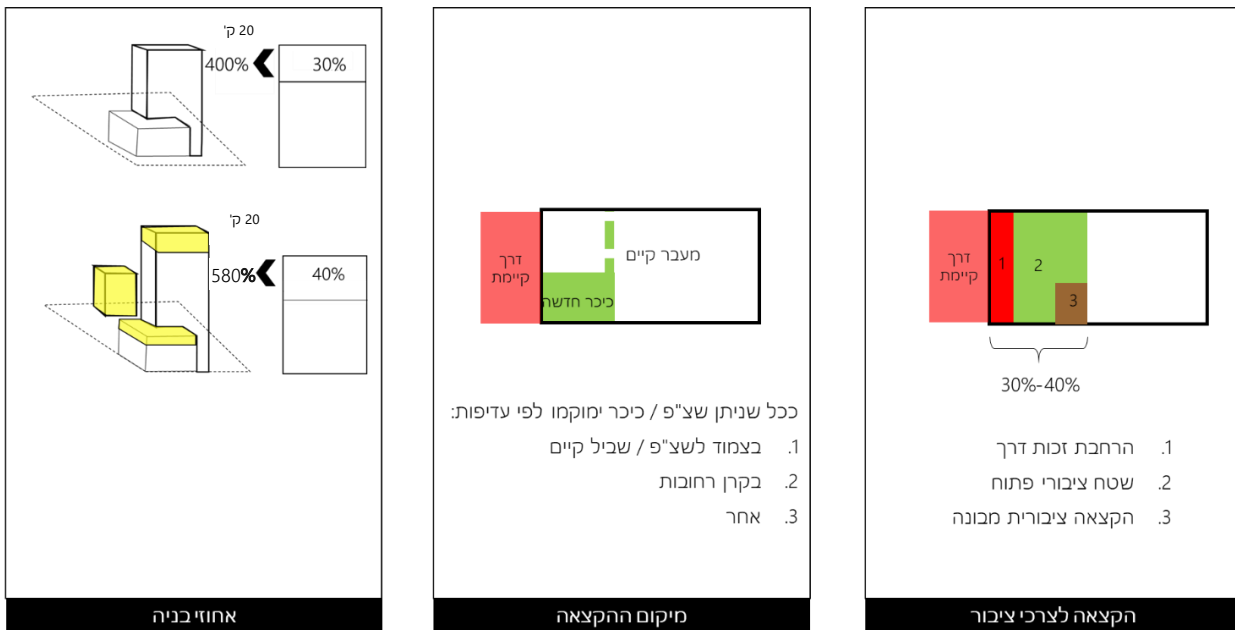 דרך
קיימת
1
2
3
30%-40%
1. הרחבת זכות דרך
2. שטח ציבורי פתוח
3. הקצאה ציבורית מבונה
הקצאה לצרכי ציבור
דרך
קיימת
מעבר קיים
כיכר חדשה
ככל שניתן שצ"פ / כיכר ימוקמו לפי עדיפות:
1. בצמוד לשצ"פ / שביל קיים
2. בקרן רחובות
3. אחר
מיקום ההקצאה
20 ק'
400%
30%
20 ק'
580%
40%
אחוזי בניה